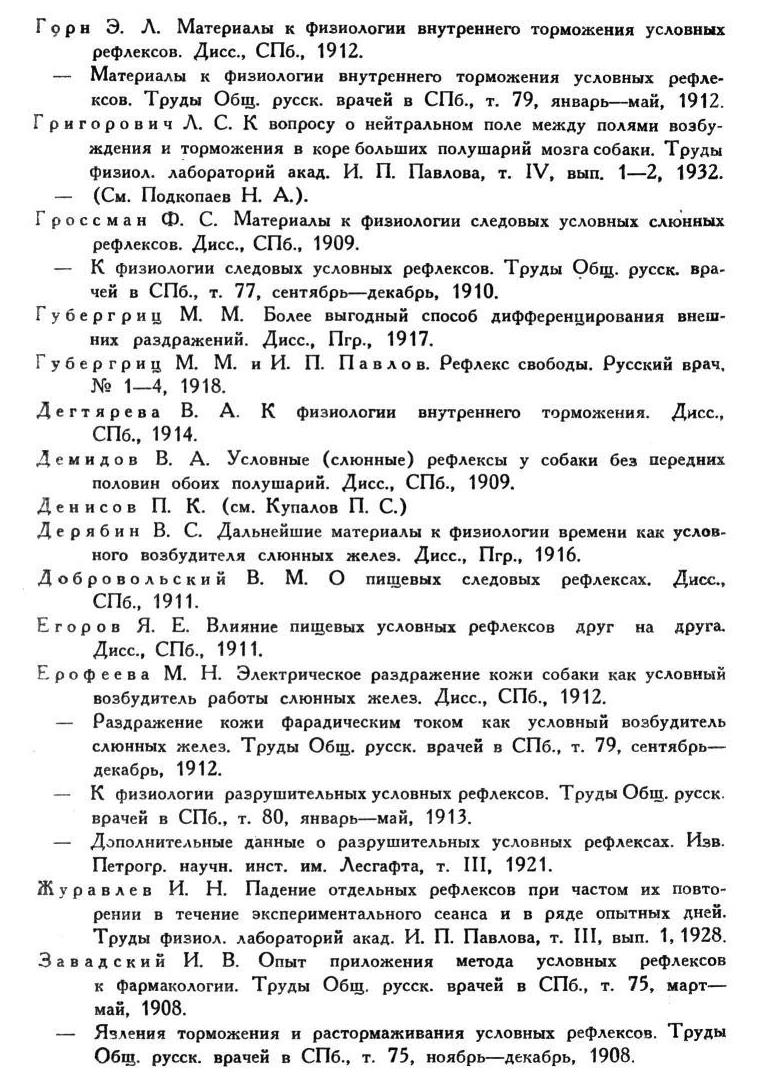 Горн Э. Л. Материалы к физиологии внутреннего торможения условных
рефлексов. Дисс., СПб., 1912.
— Материалы к физиологии внутреннего торможения условных рефле-
ксов. Труды Общ. русск. врачей в СПб., т. 79, январь—май, 1912.
Григорович Л. С. К вопросу о нейтральном поле между полями возбу-
ждения и торможения в коре больших полушарий мозга собаки. Труды
физиол. лабораторий акад. И. П. Павлова, т. IV, вып. 1—2, 1932.
— (См. Подкопаев Н. А.).
Гроссман Ф. С. Материалы к физиологии следовых условных слюнных
рефлексов. Дисс., СПб., 1909.
— К физиологии следовых условных рефлексов. Труды Общ. русск. вра-
чей в СПб., т. 77, сентябрь—декабрь, 1910.
Губергриц М. М. Более выгодный способ дифференцирования внеш-
них раздражений. Дисс., Пгр., 1917.
Губергриц М. М. и И. П. Павлов. Рефлекс свободы. Русский врач,
№ 1—4, 1918.
Дегтярева В. А. К физиологии внутреннего торможения. Дисс.,
СПб., 1914.
Демидов В. А. Условные (слюнные) рефлексы у собаки без передних
половин обоих полушарий. Дисс., СПб., 1909.
Денисов П. К. (см. Купалов П. С.)
Дерябин В. С. Дальнейшие материалы к физиологии времени как услов-
ного возбудителя слюнных желез. Дисс., Пгр., 1916.
Добровольский В. М. О пищевых следовых рефлексах. Дисс.,
СПб., 1911.
Егоров Я. Е. Влияние пищевых условных рефлексов друг на друга.
Дисс., СПб., 1911.
Ерофеева М. Н. Электрическое раздражение кожи собаки как условный
возбудитель работы слюнных желез. Дисс., СПб., 1912.
— Раздражение кожи фарадическим током как условный возбудитель
слюнных желез. Труды Общ. русск. врачей в СПб., т. 79, сентябрь—
декабрь, 1912.
— К физиологии разрушительных условных рефлексов. Труды Общ. русск.
врачей в СПб., т. 80, январь—май, 1913.
— Дополнительные данные о разрушительных условных рефлексах. Изв.
Петрогр. научн. инст. им. Лесгафта, т. III, 1921.
Журавлев И. Н. Падение отдельных рефлексов при частом их повто-
рении в течение экспериментального сеанса и в ряде опытных дней.
Труды физиол. лабораторий акад. И. П. Павлова, т. III, вып. 1, 1928.
Завадский И. В. Опыт приложения метода условных рефлексов
к фармакологии. Труды Общ. русск. врачей в СПб., т. 75, март—
май, 1908.
— Явления торможения и растормаживания условных рефлексов. Труды
Общ. русск. врачей в СПб., т. 75, ноябрь—декабрь, 1908.